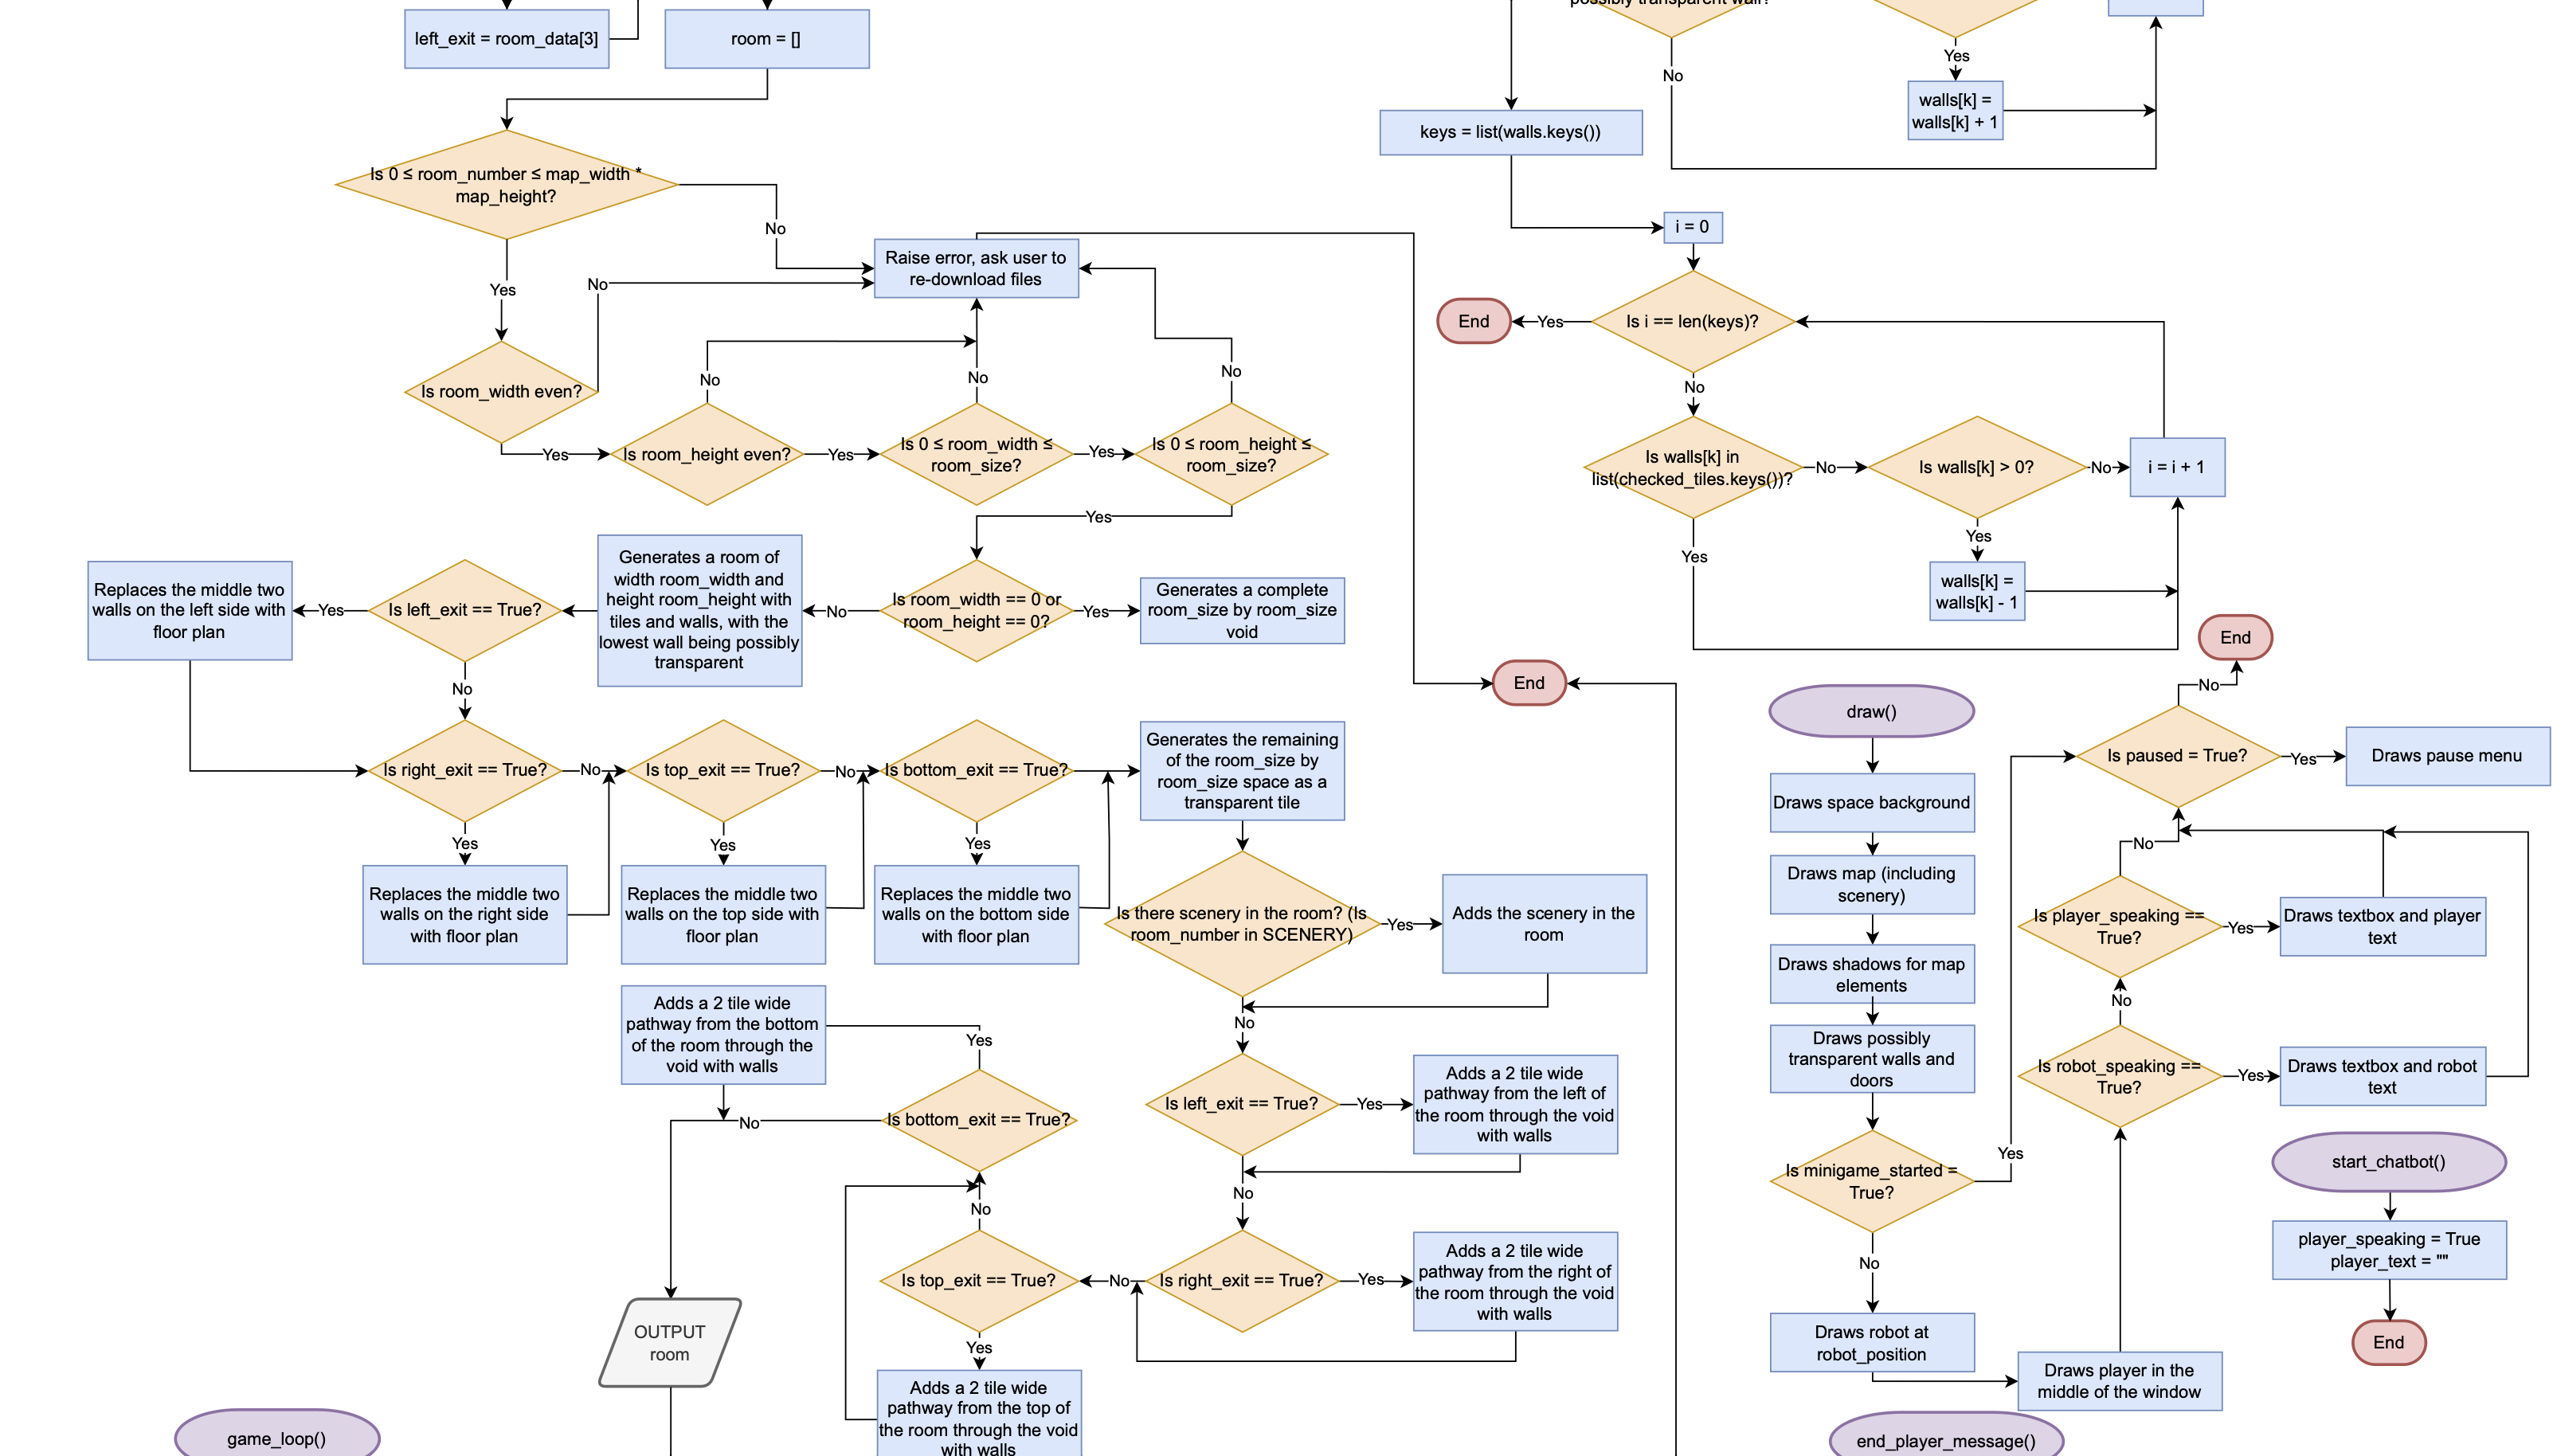 left_exit = room_data[3]
room = []
possibly transparent wall?
No
Yes
walls[k] =
walls[k] + 1
keys = list(walls.keys())
Is 0 ≤ room_number ≤ map_width *
map_height?
No
Yes
i = 0
Raise error, ask user to
re-download files
No
Is room_width even?
Yes
Is room_height even?
No
Yes
Is 0 ≤ room_width ≤
room_size?
No
Yes
Is 0 ≤ room_height ≤
room_size?
No
Yes
End
Yes
Is i == len(keys)?
No
Is walls[k] in
list(checked_tiles.keys())?
No
Yes
Is walls[k] > 0?
No
i = i + 1
Yes
walls[k] =
walls[k] - 1
Is room_width == 0 or
room_height == 0?
Yes
Generates a complete
room_size by room_size
void
No
Generates a room of
width room_width and
height room_height with
tiles and walls, with the
lowest wall being possibly
transparent
Is left_exit == True?
Yes
Replaces the middle two
walls on the left side with
floor plan
No
Is right_exit == True?
No
Yes
Replaces the middle two
walls on the right side
with floor plan
Is top_exit == True?
No
Yes
Replaces the middle two
walls on the top side with
floor plan
Is bottom_exit == True?
Yes
Replaces the middle two
walls on the bottom side
with floor plan
Generates the remaining
of the room_size by
room_size space as a
transparent tile
End
Is there scenery in the room? (Is
room_number in SCENERY)
Yes
Adds the scenery in the
room
No
Is left_exit == True?
Yes
Adds a 2 tile wide
pathway from the left of
the room through the void
with walls
No
Is right_exit == True?
Yes
Adds a 2 tile wide
pathway from the right of
the room through the void
with walls
No
Is top_exit == True?
Yes
Adds a 2 tile wide
pathway from the top of
the room through the void
with walls
No
Is bottom_exit == True?
Yes
Adds a 2 tile wide
pathway from the bottom
of the room through the
void with walls
No
OUTPUT
room
game_loop()
draw()
Draws space background
Draws map (including
scenery)
Draws shadows for map
elements
Draws possibly
transparent walls and
doors
Is minigame_started =
True?
Yes
No
Draws robot at
robot_position
Draws player in the
middle of the window
Is robot_speaking ==
True?
Yes
Draws textbox and robot
text
No
Is player_speaking ==
True?
Yes
Draws textbox and player
text
No
Is paused = True?
Yes
Draws pause menu
No
End
start_chatbot()
player_speaking = True
player_text = ""
End
end_player_message()